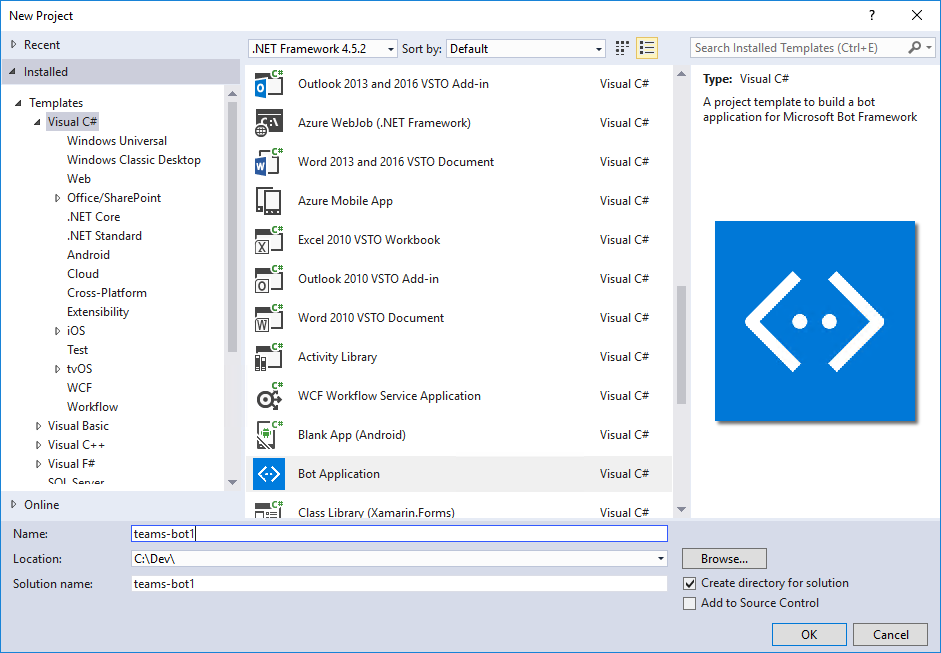 New Project
?
Recent
.NET Framework 4.5.2
Sort by:
Default
Search Installed Templates (Ctrl+E)
Installed
Templates
Visual C#
Windows Universal
Windows Classic Desktop
Web
Office/SharePoint
.NET Core
.NET Standard
Android
Cloud
Cross-Platform
Extensibility
iOS
Test
tvOS
WCF
Workflow
Visual Basic
Visual C++
Visual F#
SQL Server
Online
C# Outlook 2013 and 2016 VSTO Add-in Visual C#
Azure WebJob (.NET Framework) Visual C#
C# Word 2013 and 2016 VSTO Document Visual C#
Azure Mobile App Visual C#
C# Excel 2010 VSTO Workbook Visual C#
C# Outlook 2010 VSTO Add-in Visual C#
C# Word 2010 VSTO Document Visual C#
C# Activity Library Visual C#
C# WCF Workflow Service Application Visual C#
C# Blank App (Android) Visual C#
Bot Application Visual C#
C# Class Library (Xamarin.Forms) Visual C#
Type: Visual C#
A project template to build a bot
application for Microsoft Bot Framework
Name: teams-bot1
Location: C:\Dev\
Browse...
Solution name: teams-bot1
Create directory for solution
Add to Source Control
OK
Cancel